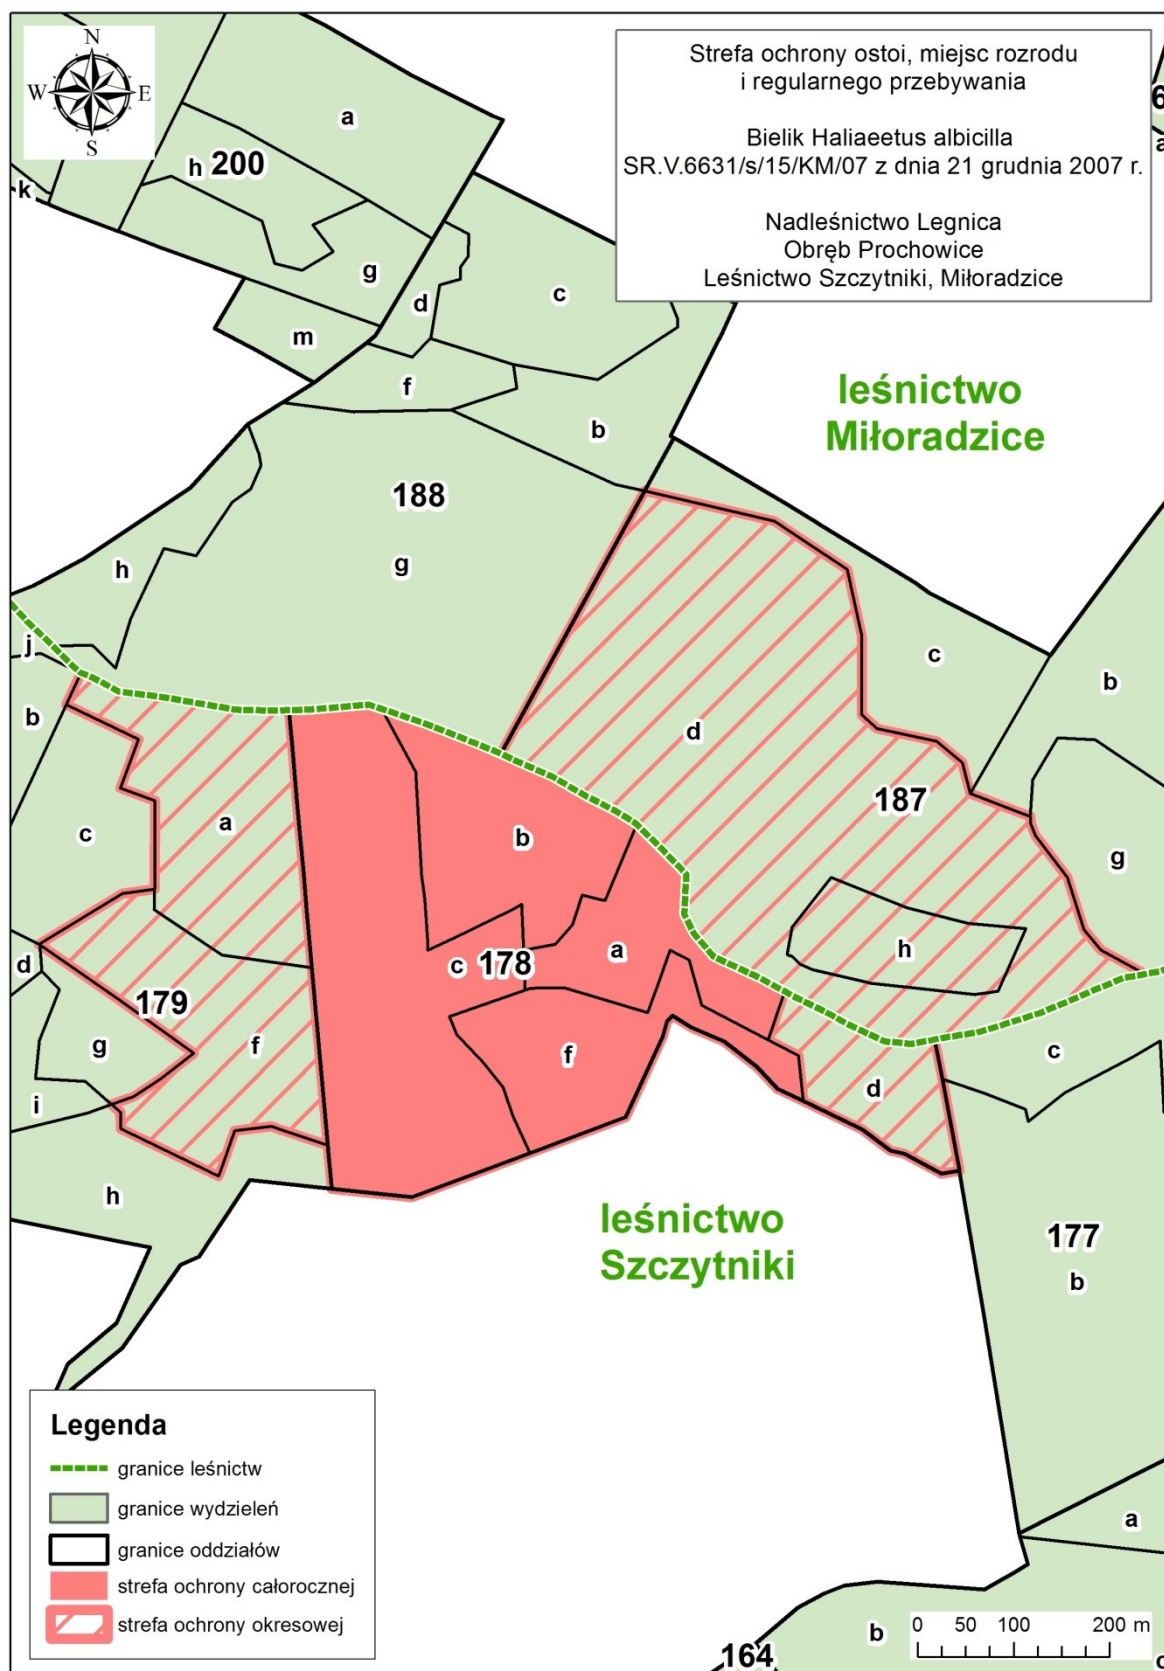 N
W E
S
Strefa ochrony ostoi, miejsc rozrodu
i regularnego przebywania
Bielik Haliaeetus albicilla
SR.V.6631/s/15/KM/07 z dnia 21 grudnia 2007 r.
Nadleśnictwo Legnica
Obręb Prochowice
Leśnictwo Szczytniki, Miłoradzice
6
a
a
h 200
k
g
d
c
m
f
b
leśnictwo
Miłoradzice
188
g
h
j
c
b
b
d
187
a
c
b
g
h
a
c 178
d
179
g
f
f
c
i
d
h
leśnictwo
Szczytniki
177
b
a
b
164
c
Legenda
granice leśnictw
granice wydzieleń
granice oddziałów
strefa ochrony całorocznej
strefa ochrony okresowej
0 50 100 200 m